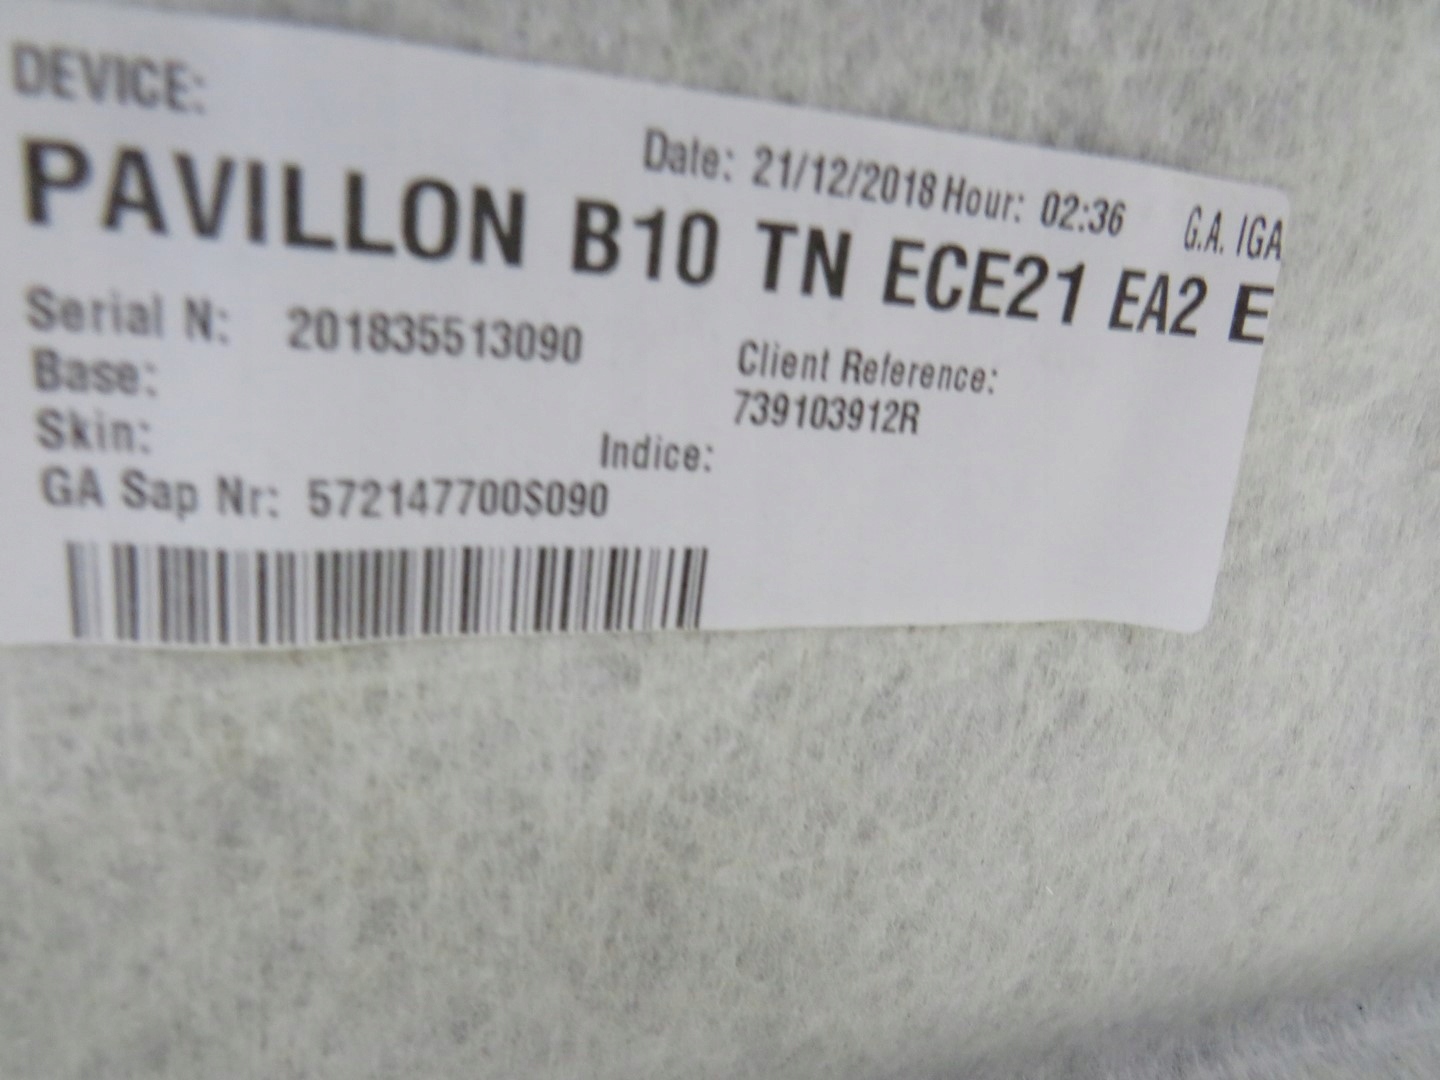 DEVICE:
Date: 21/12/2018 Hour: 02:36 G.A. IGA
PAVILLON B10 TN ECE21 EA2 E
Serial N: 201835513090
Base:
Client Reference:
739103912R
Skin:
Indice:
GA Sap Nr: 572147700S090